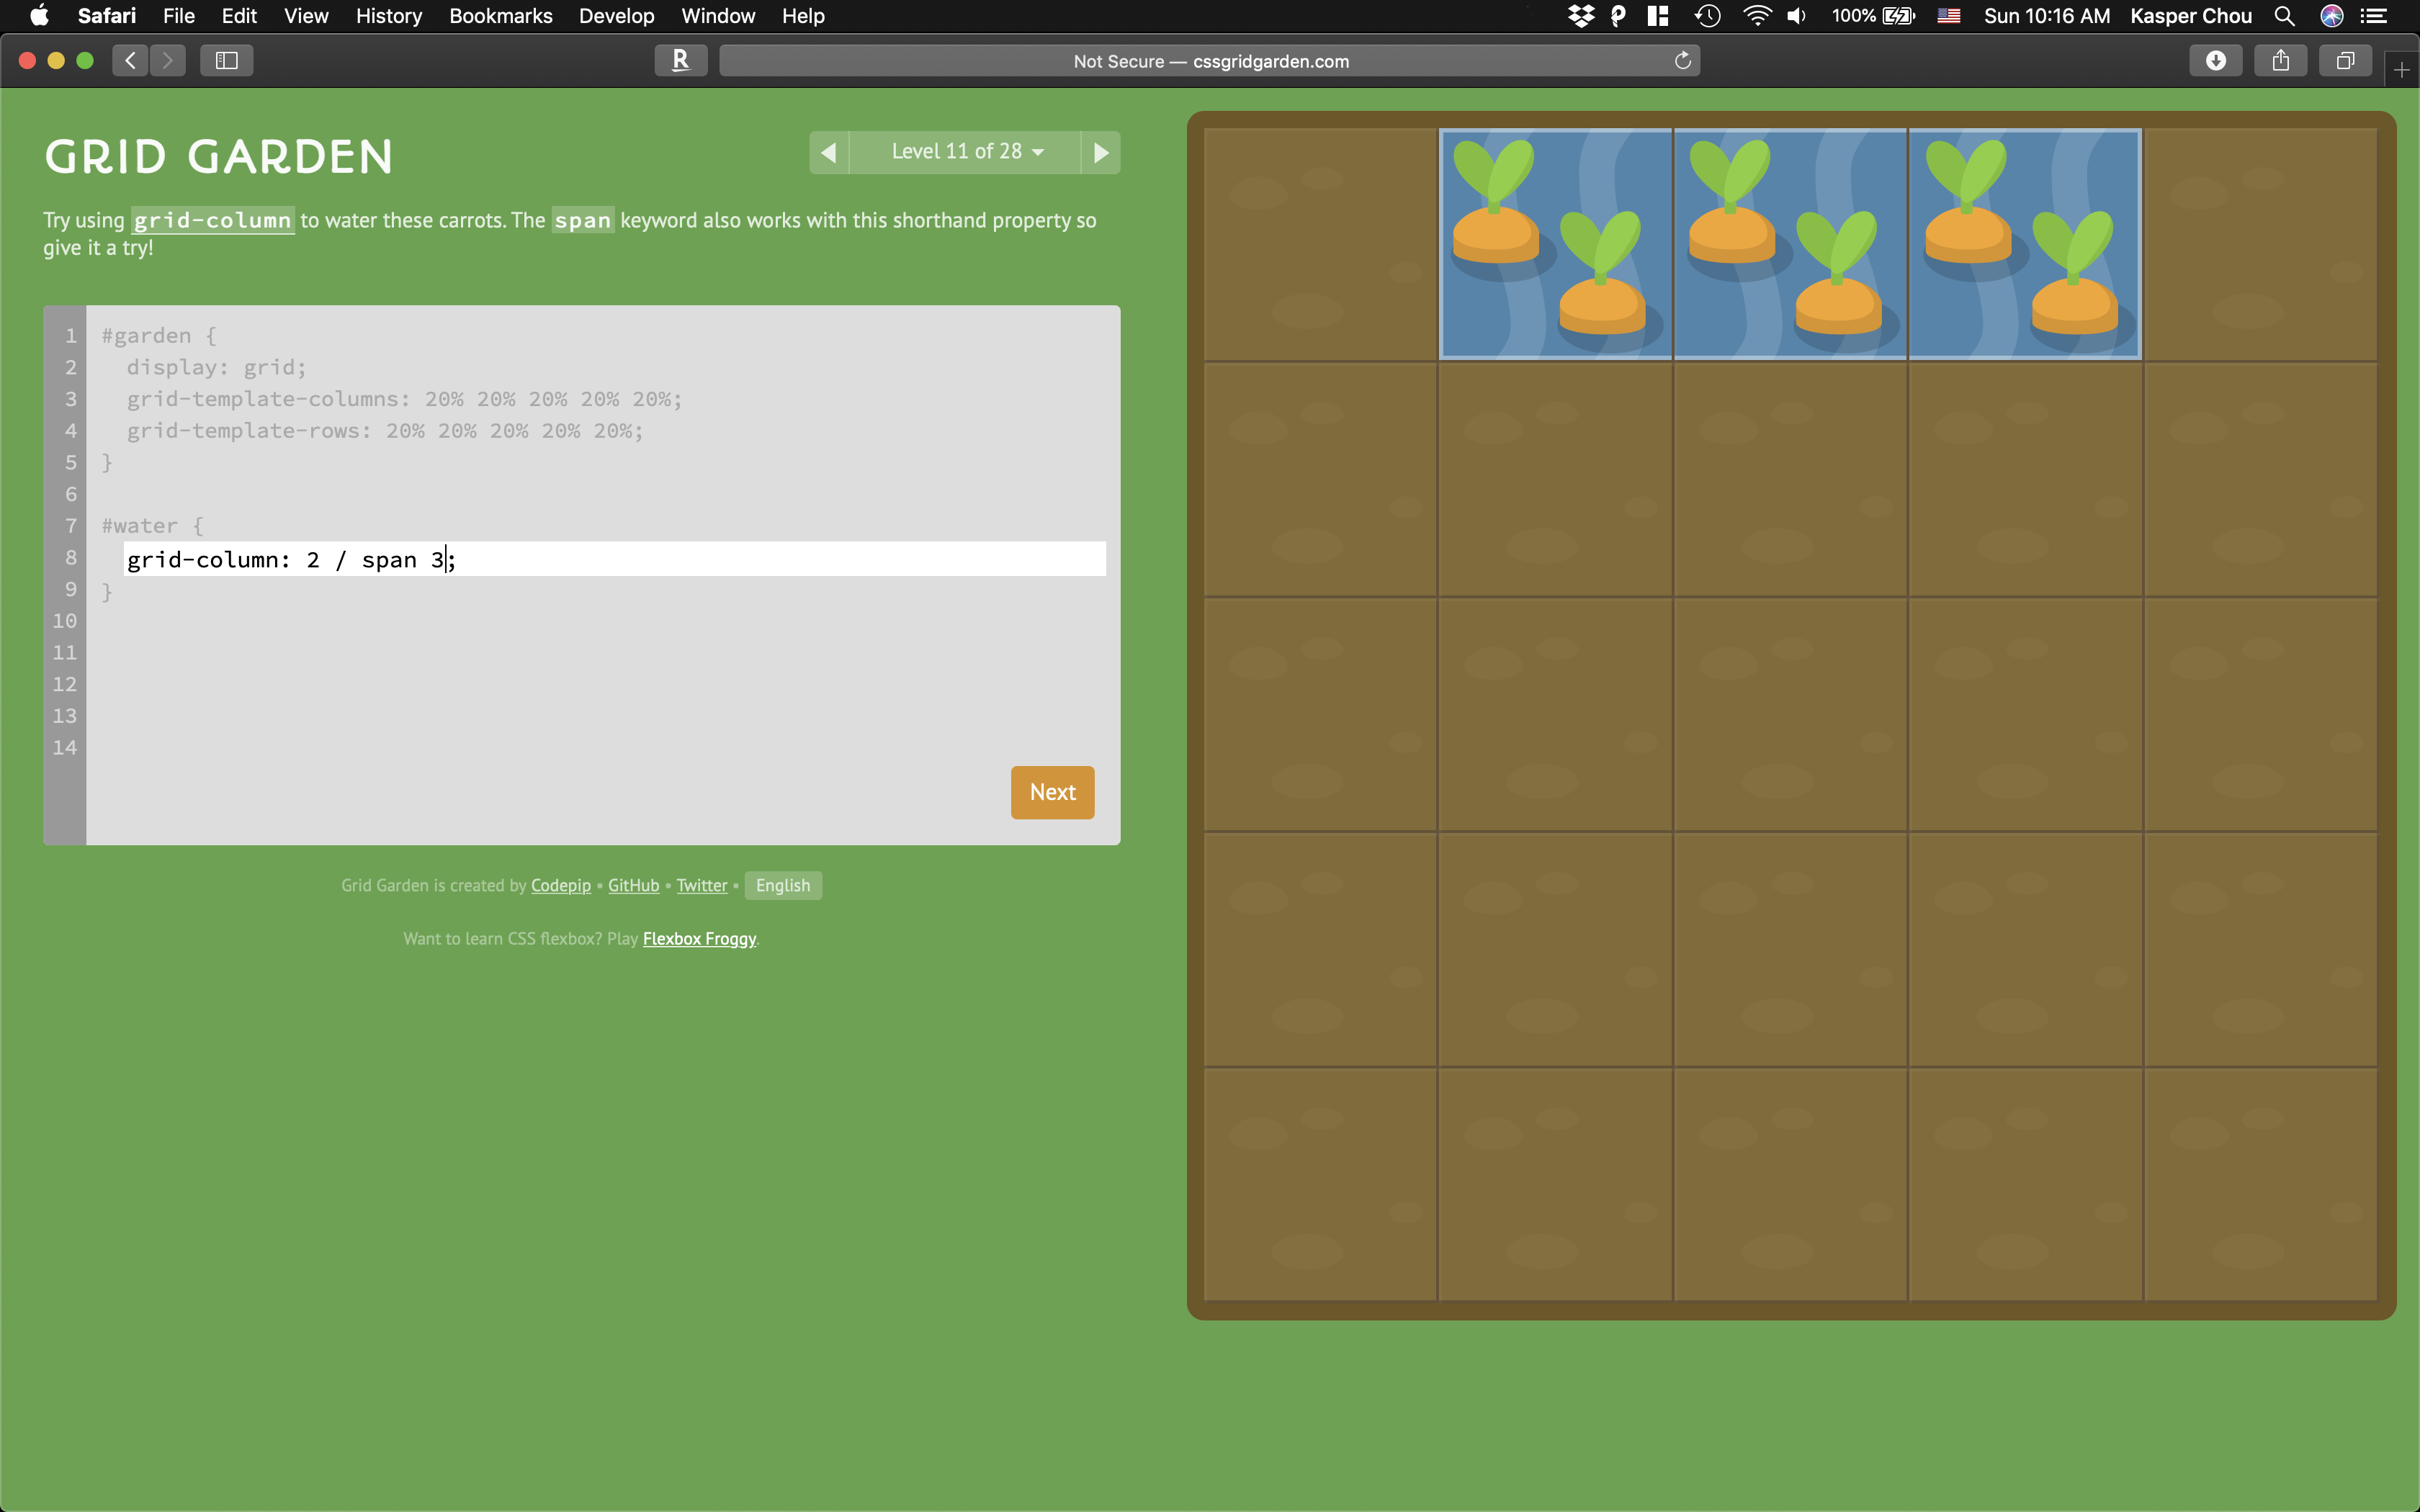 Safari File Edit View History Bookmarks Develop Window Help 100% Sun 10:16 AM Kasper Chou
R Not Secure — cssgridgarden.com
GRID GARDEN
Level 11 of 28
Try using grid-column to water these carrots. The span keyword also works with this shorthand property so
give it a try!
1 #garden {
2 display: grid;
3 grid-template-columns: 20% 20% 20% 20% 20%;
4 grid-template-rows: 20% 20% 20% 20% 20%;
5 }
6
7 #water {
8 grid-column: 2 / span 3;
9 }
10
11
12
13
14
Next
Grid Garden is created by Codepip • GitHub • Twitter • English
Want to learn CSS flexbox? Play Flexbox Froggy.